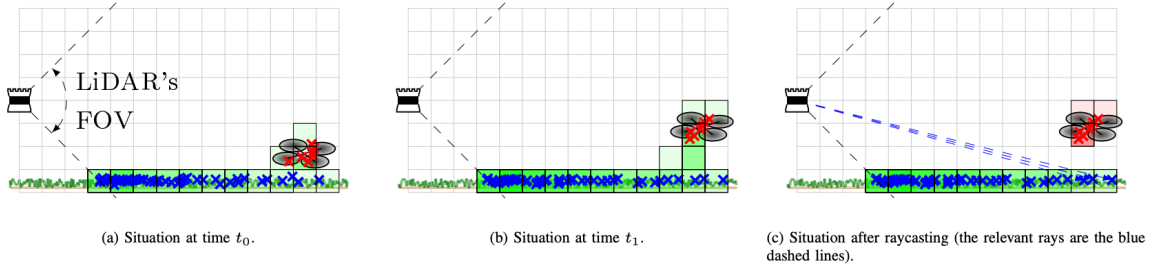 LiDAR's
FOV
(a) Situation at time t₀.
(b) Situation at time t₁.
(c) Situation after raycasting (the relevant rays are the blue
dashed lines).